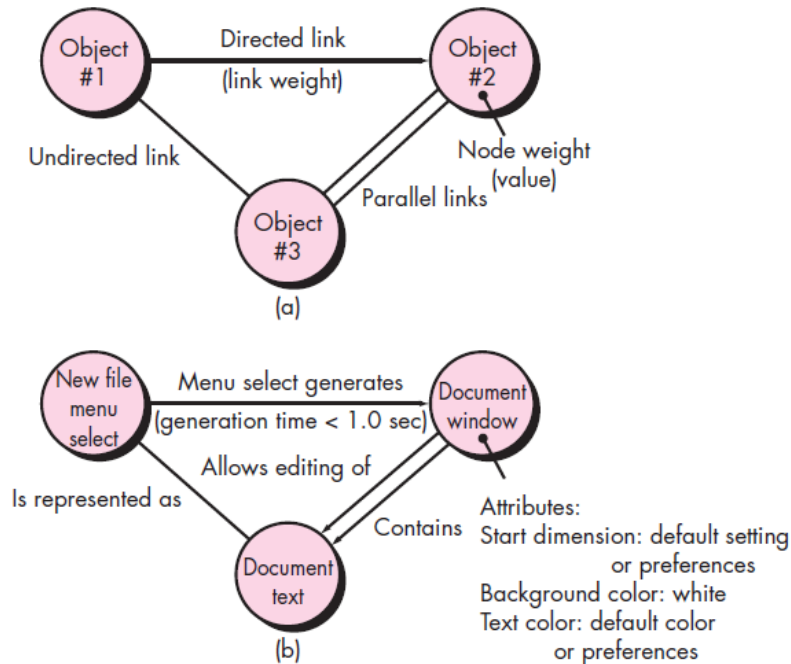 Object
#1
Directed link
(link weight)
Object
#2
Undirected link
Node weight
(value)
Parallel links
Object
#3
(a)
New file
menu
select
Menu select generates
(generation time < 1.0 sec)
Document
window
Allows editing of
Is represented as
Contains
Attributes:
Start dimension: default setting
or preferences
Background color: white
Text color: default color
or preferences
Document
text
(b)